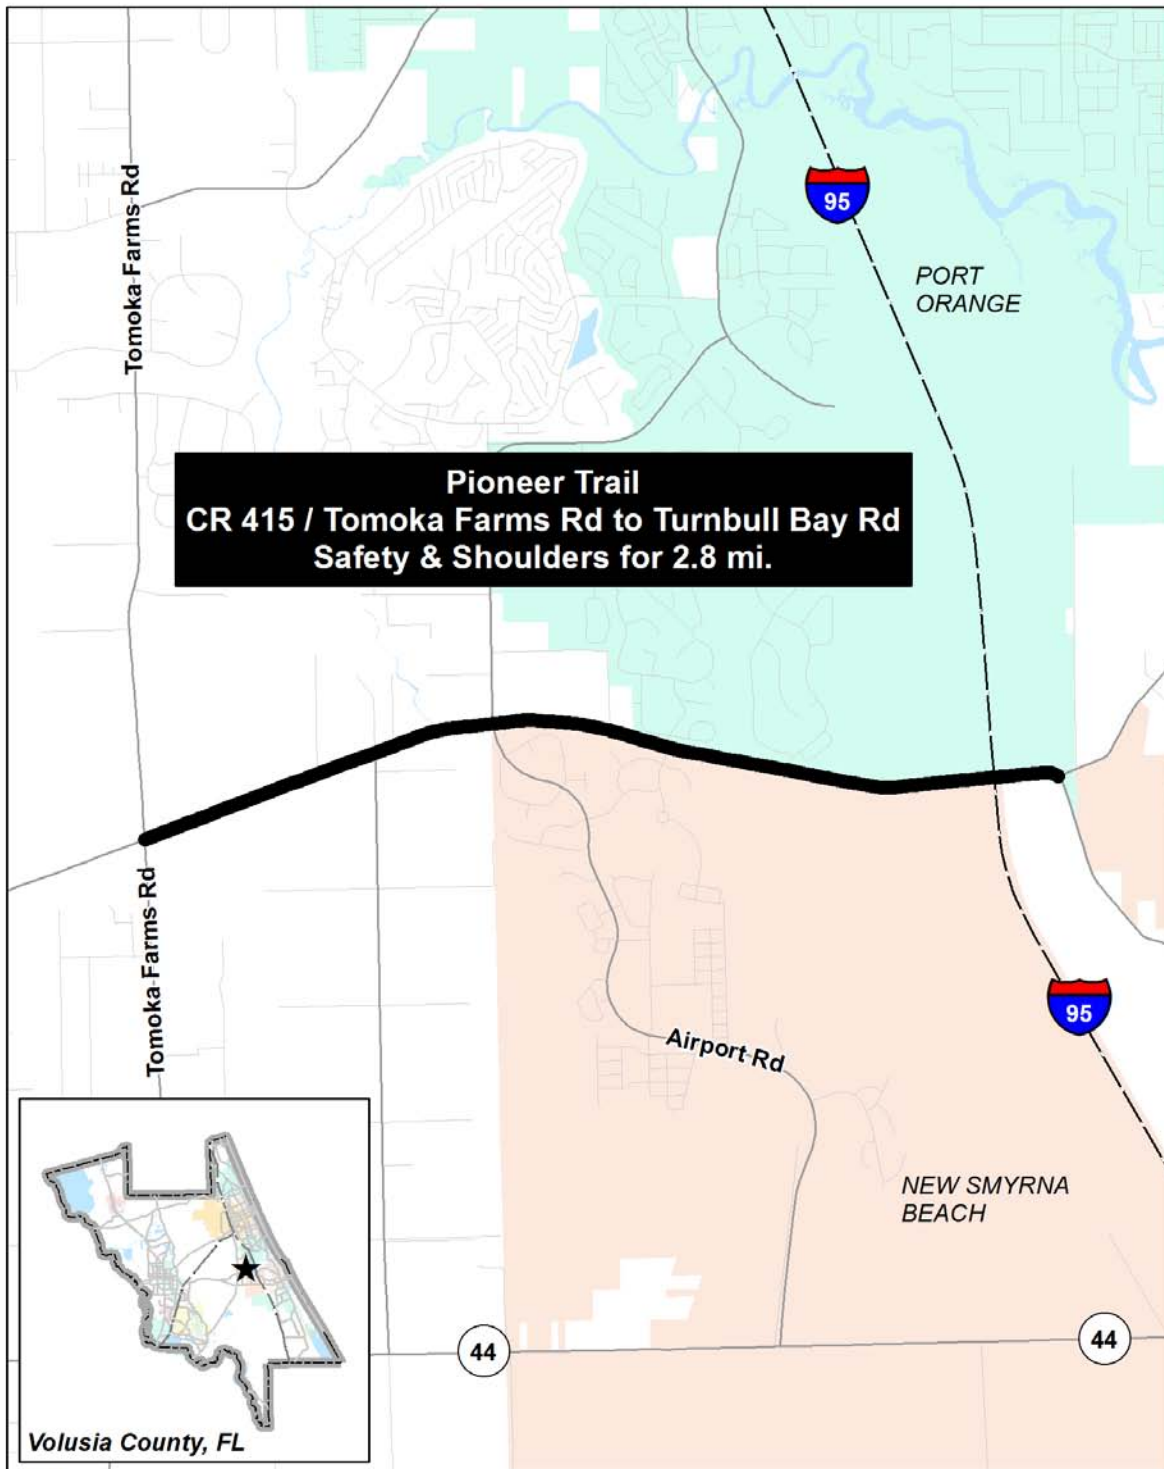 Tomoka Farms Rd
95
PORT
ORANGE
Pioneer Trail
CR 415 / Tomoka Farms Rd to Turnbull Bay Rd
Safety & Shoulders for 2.8 mi.
Tomoka Farms Rd
95
Airport Rd
NEW SMYRNA
BEACH
44
44
Volusia County, FL